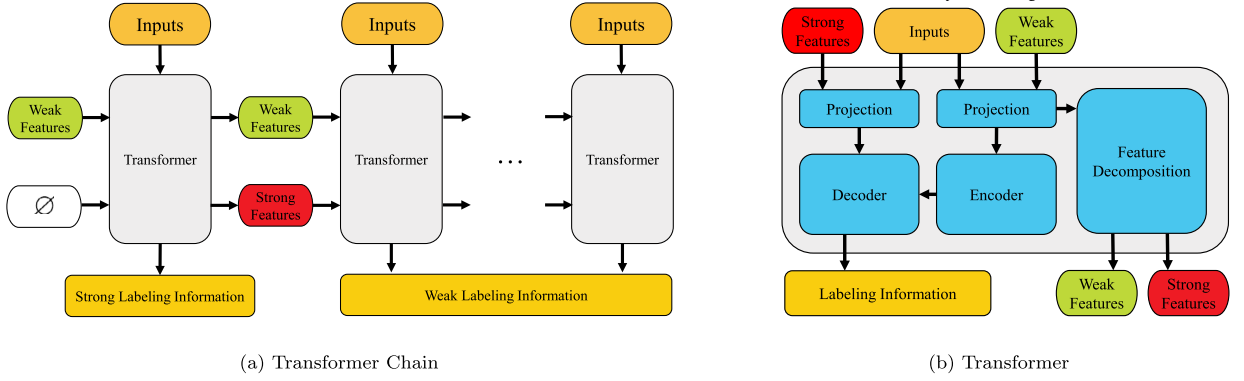 Inputs
Inputs
Inputs
Weak
Features
∅
Transformer
Weak
Features
Strong
Features
Transformer
...
Transformer
Strong Labeling Information
Weak Labeling Information
(a) Transformer Chain
Strong
Features
Inputs
Weak
Features
Projection
Projection
Feature
Decomposition
Decoder
Encoder
Labeling Information
Weak
Features
Strong
Features
(b) Transformer